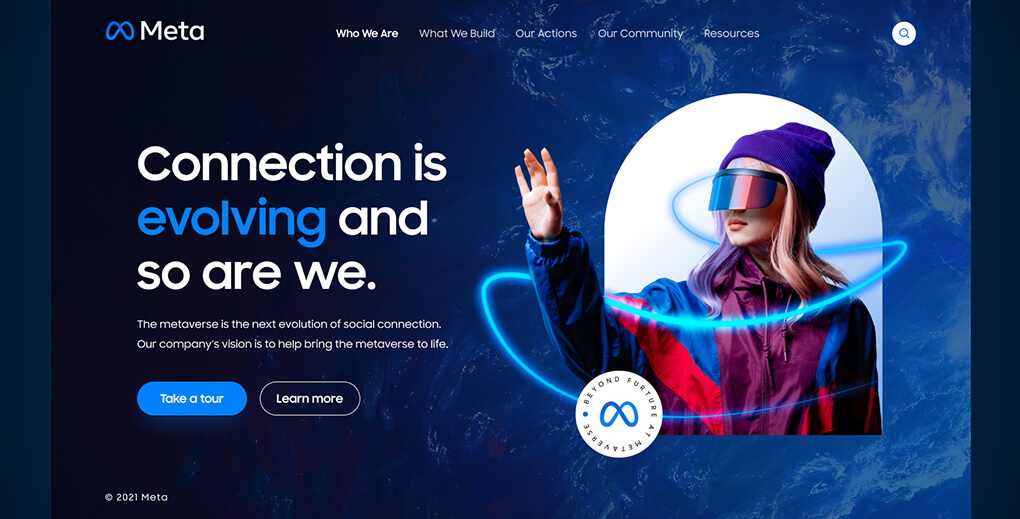 Meta
Who We Are
What We Build
Our Actions
Our Community
Resources
Connection is
evolving and
so are we.
The metaverse is the next evolution of social connection.
Our company's vision is to help bring the metaverse to life.
Take a tour
Learn more
BEYOND FURTURE AT METAVERSE
© 2021 Meta